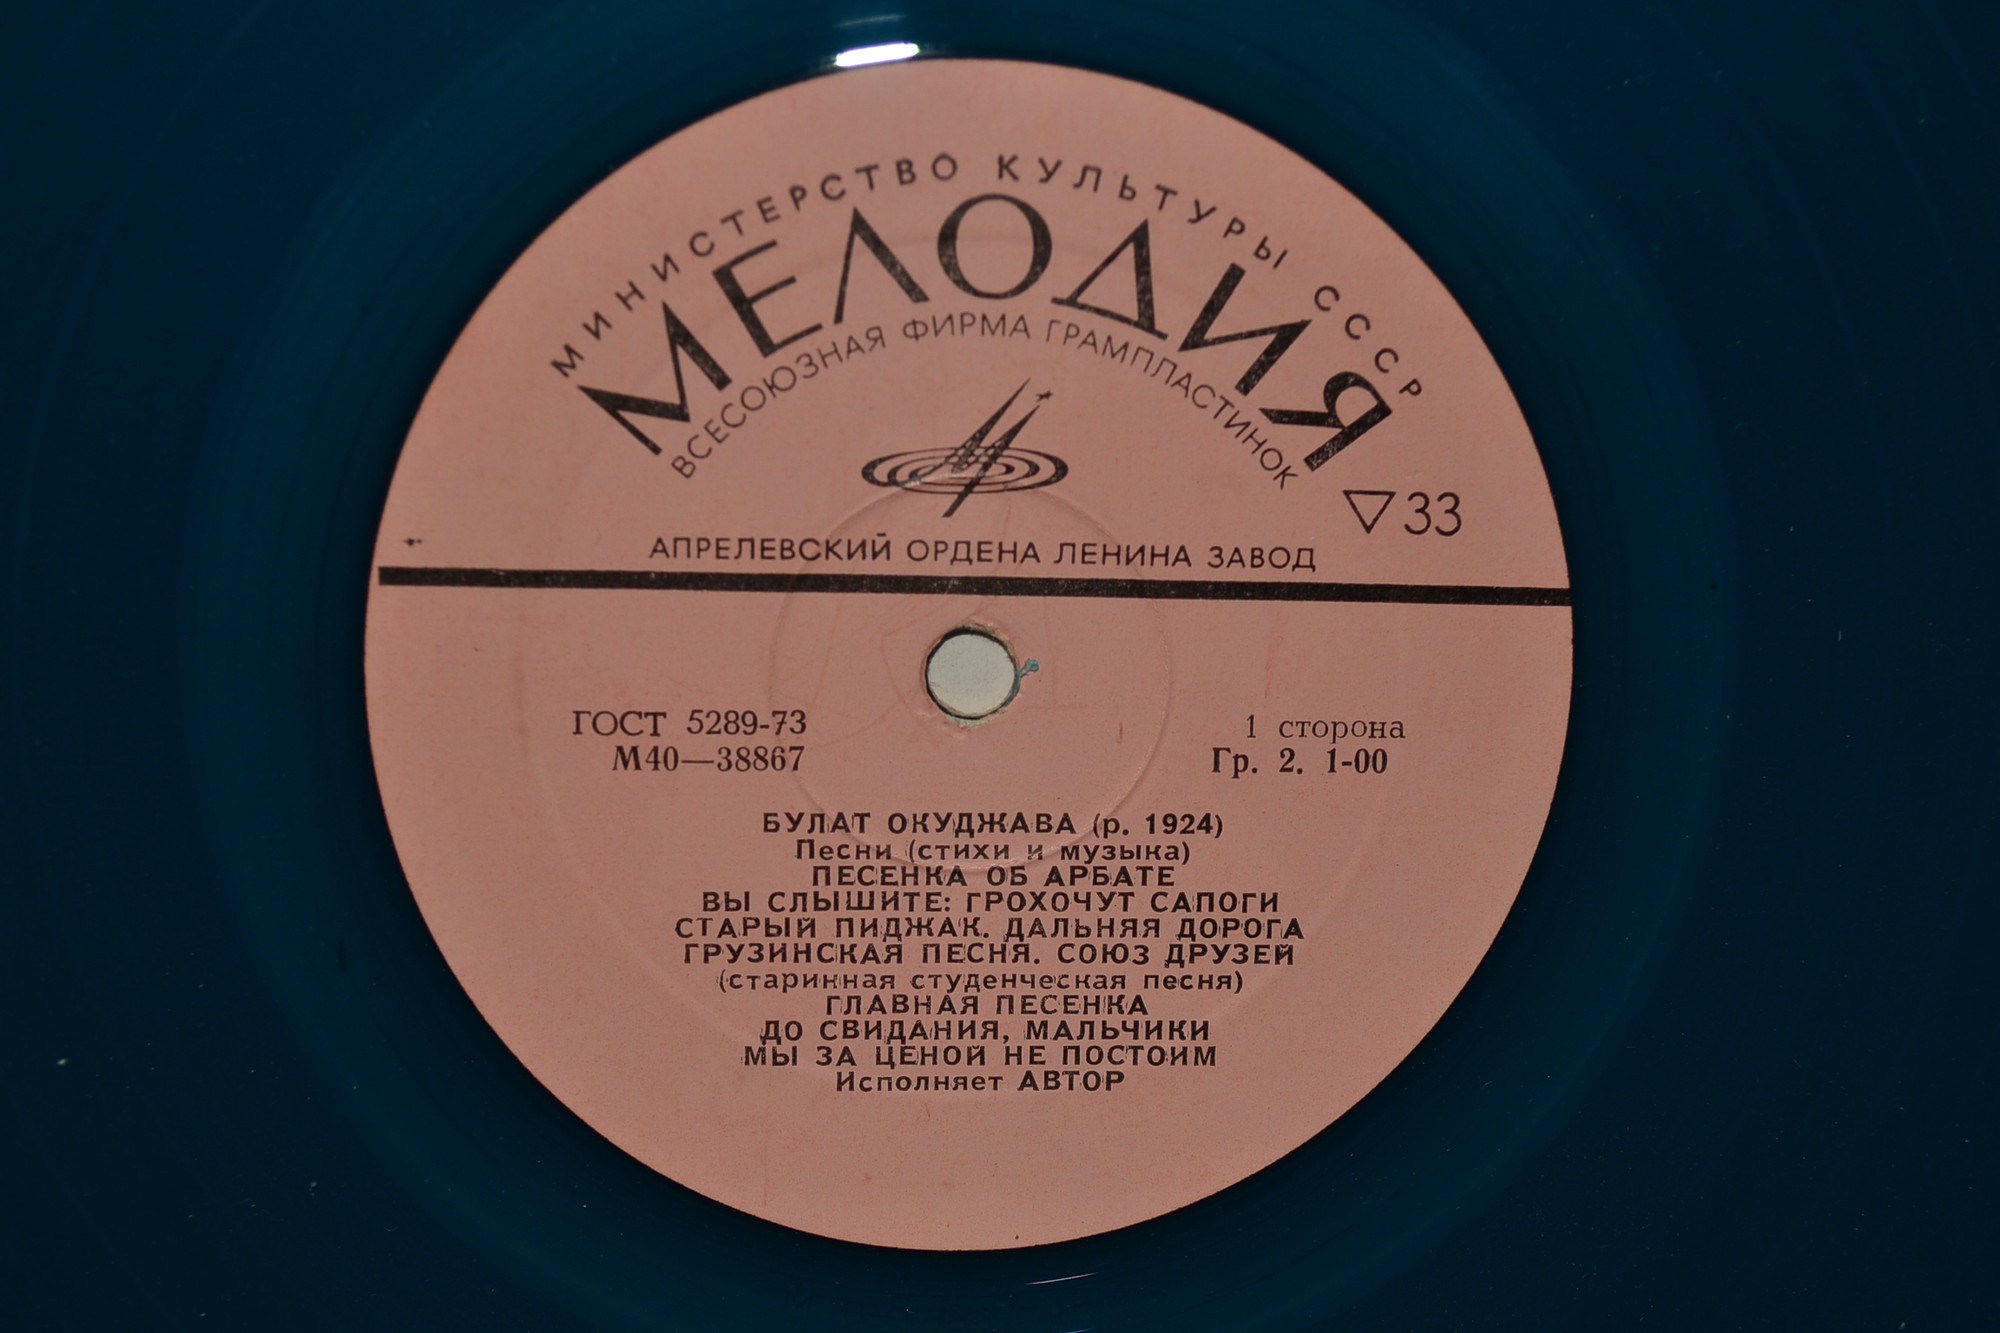 МИНИСТЕРСТВО КУЛЬТУРЫ СССР
МЕЛОДИЯ
ВСЕСОЮЗНАЯ ФИРМА ГРАМПЛАСТИНОК
33
АПРЕЛЕВСКИЙ ОРДЕНА ЛЕНИНА ЗАВОД
ГОСТ 5289-73
М40—38867
1 сторона
Гр. 2. 1-00
БУЛАТ ОКУДЖАВА (р. 1924)
Песни (стихи и музыка)
ПЕСЕНКА ОБ АРБАТЕ
ВЫ СЛЫШИТЕ: ГРОХОЧУТ САПОГИ
СТАРЫЙ ПИДЖАК. ДАЛЬНЯЯ ДОРОГА
ГРУЗИНСКАЯ ПЕСНЯ. СОЮЗ ДРУЗЕЙ
(старинная студенческая песня)
ГЛАВНАЯ ПЕСЕНКА
ДО СВИДАНИЯ, МАЛЬЧИКИ
МЫ ЗА ЦЕНОЙ НЕ ПОСТОИМ
Исполняет АВТОР